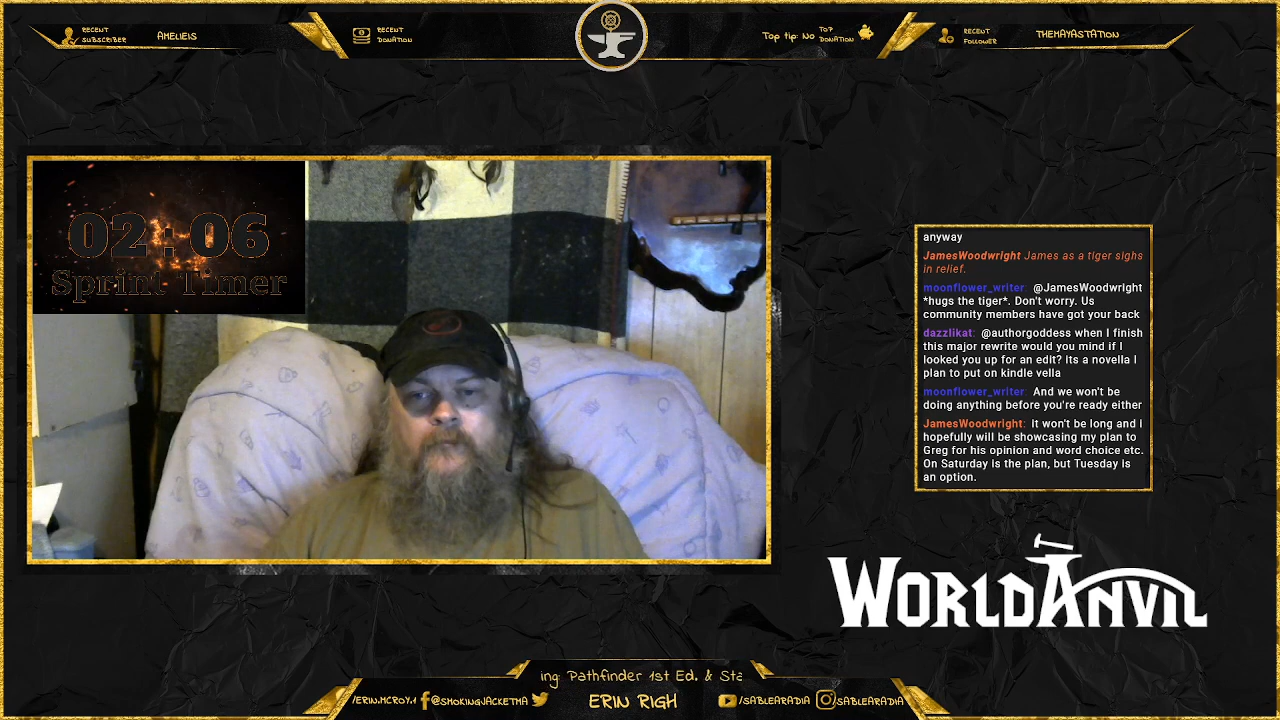 RECENT
SUBSCRIBER
AMELIEIS
RECENT
DONATION
Top tip: No
TOP
DONATION
RECENT
FOLLOWER
THEMAYASTATION
02:06
Sprint Timer
anyway
JamesWoodwright James as a tiger sighs
in relief.
moonflower_writer: @JamesWoodwright
*hugs the tiger*. Don't worry. Us
community members have got your back
dazzlikat: @authorgoddess when I finish
this major rewrite would you mind if I
looked you up for an edit? Its a novella I
plan to put on kindle vella
moonflower_writer: And we won't be
doing anything before you're ready either
JamesWoodwright: It won't be long and I
hopefully will be showcasing my plan to
Greg for his opinion and word choice etc.
On Saturday is the plan, but Tuesday is
an option.
WORLDANVIL
ing: Pathfinder 1st Ed. & Sta
/ERIN.MCROY.1
@SMOKINGJACKETMA
ERIN RIGH
/SABLEARADIA
/SABLEARADIA